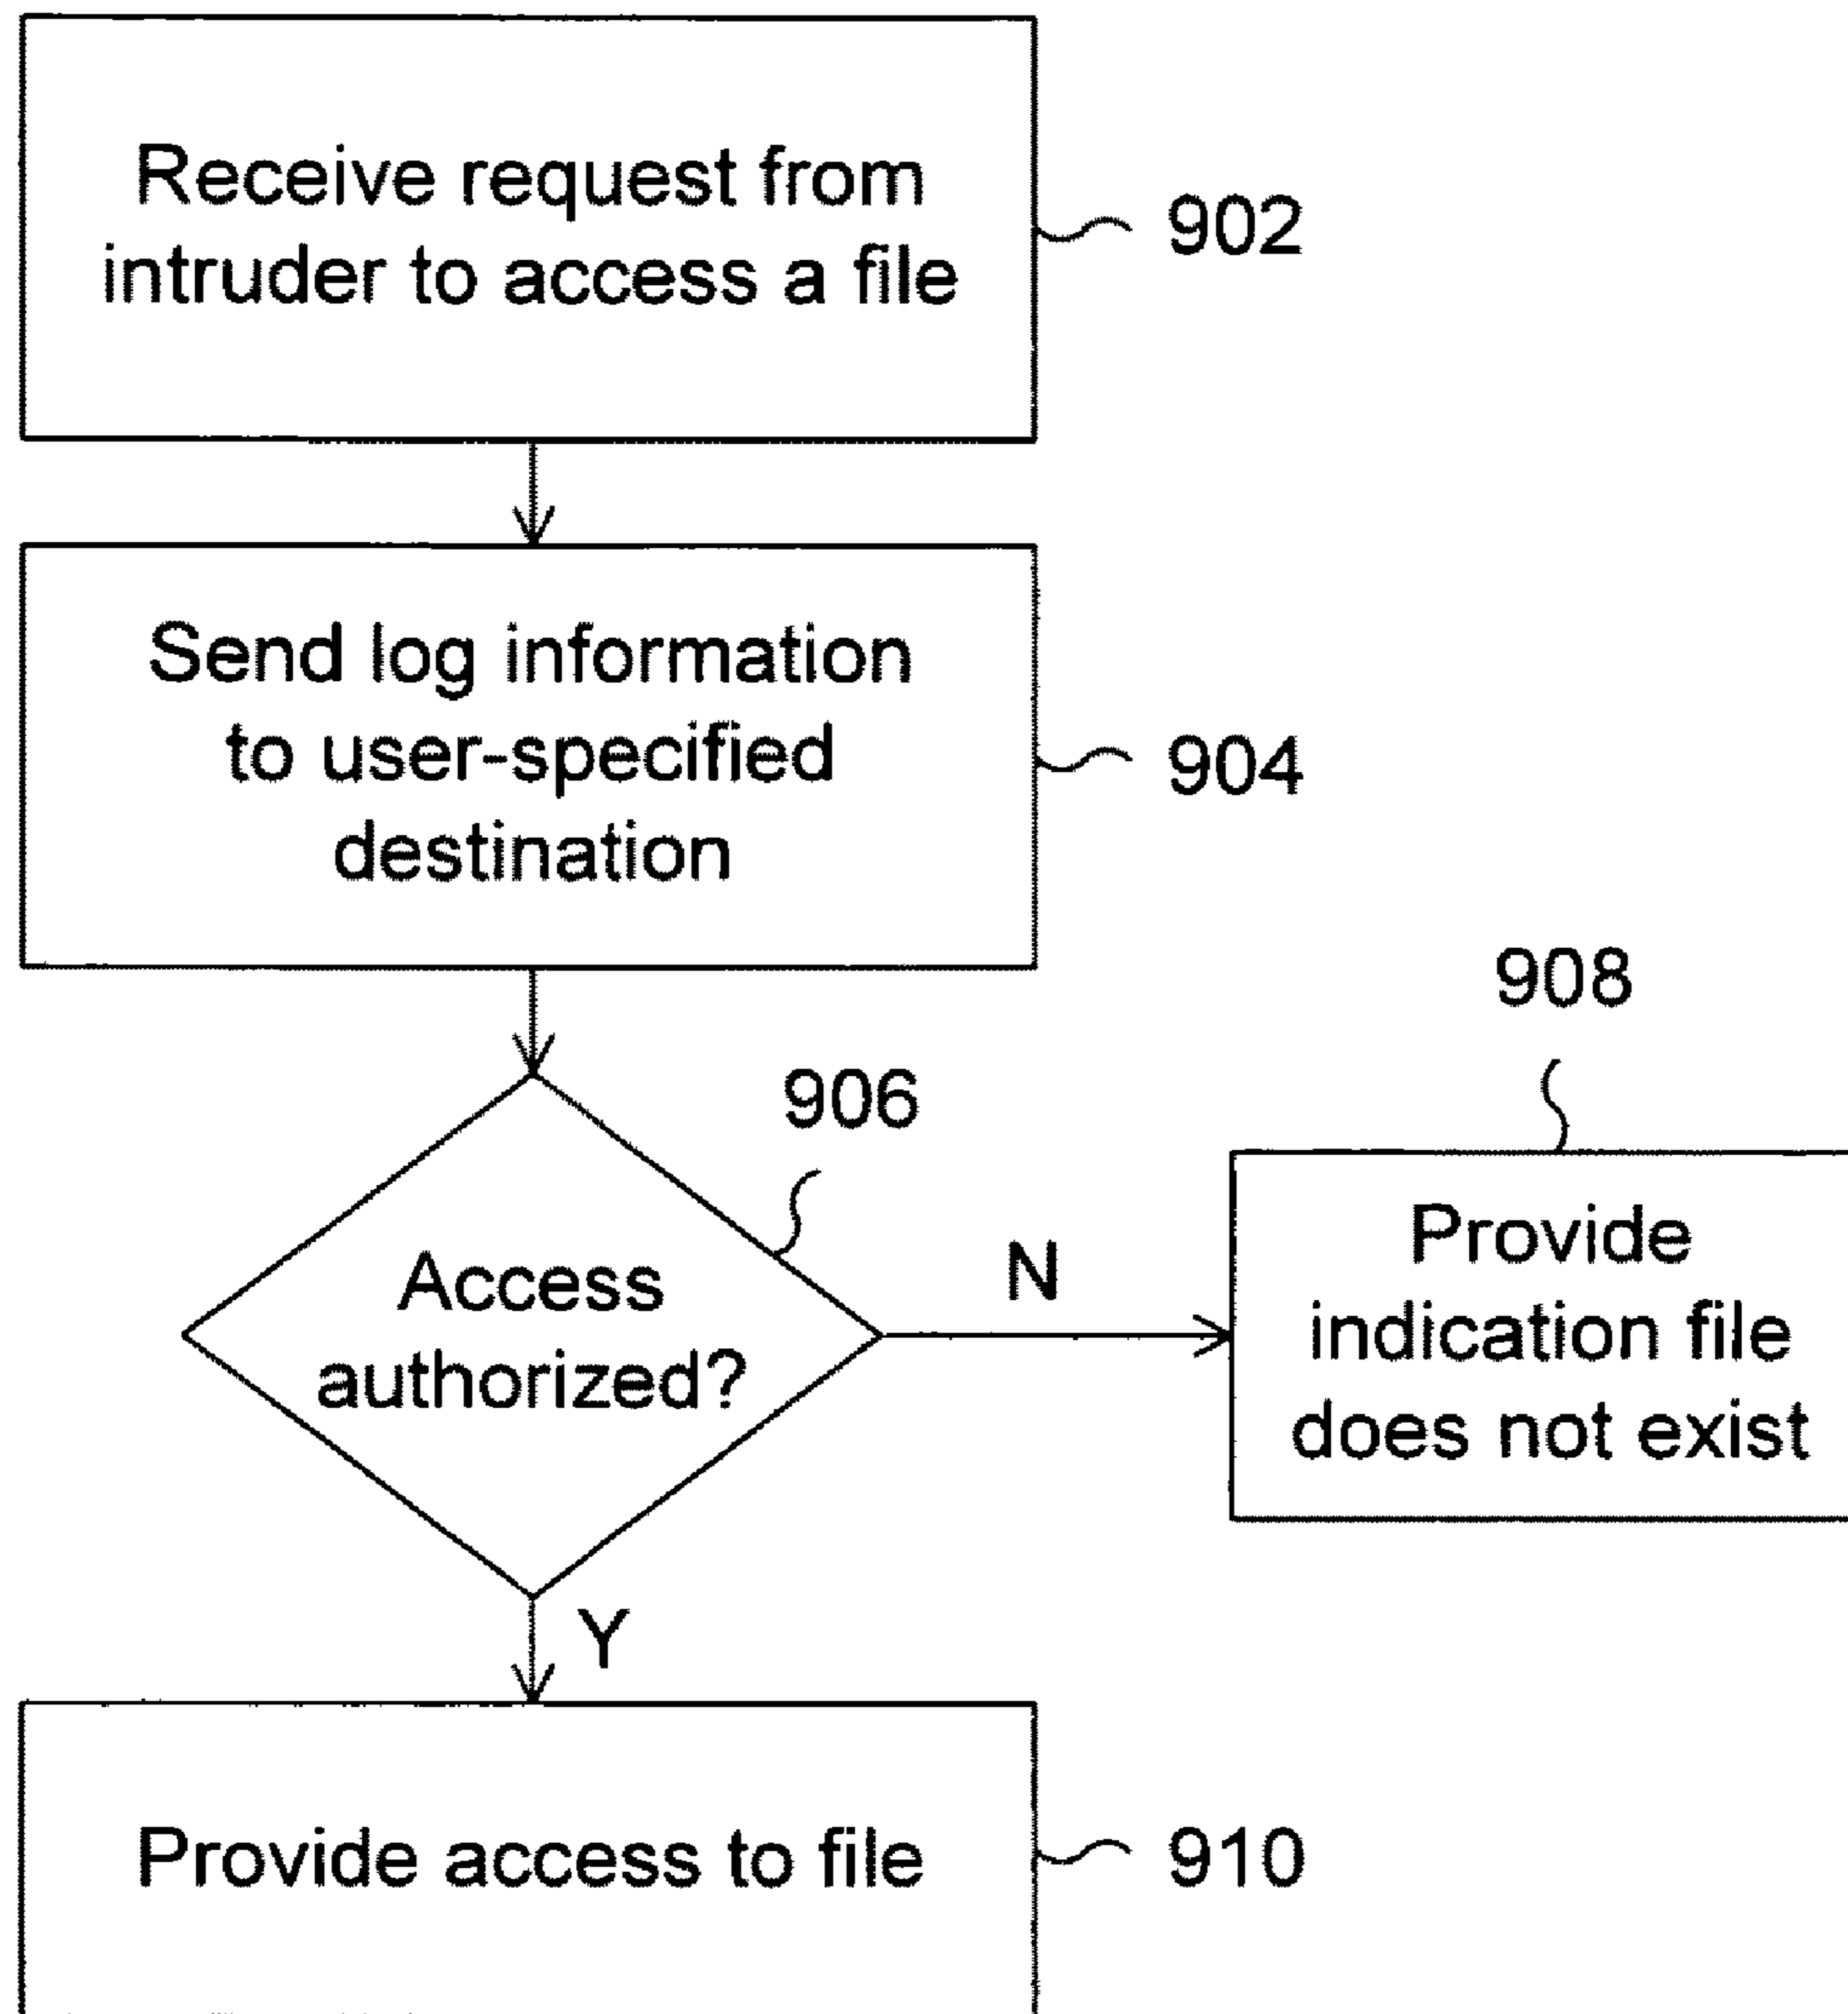 Receive request from
intruder to access a file
902
Send log information
to user-specified
destination
904
906
Access
authorized?
N
908
Provide
indication file
does not exist
Y
Provide access to file
910